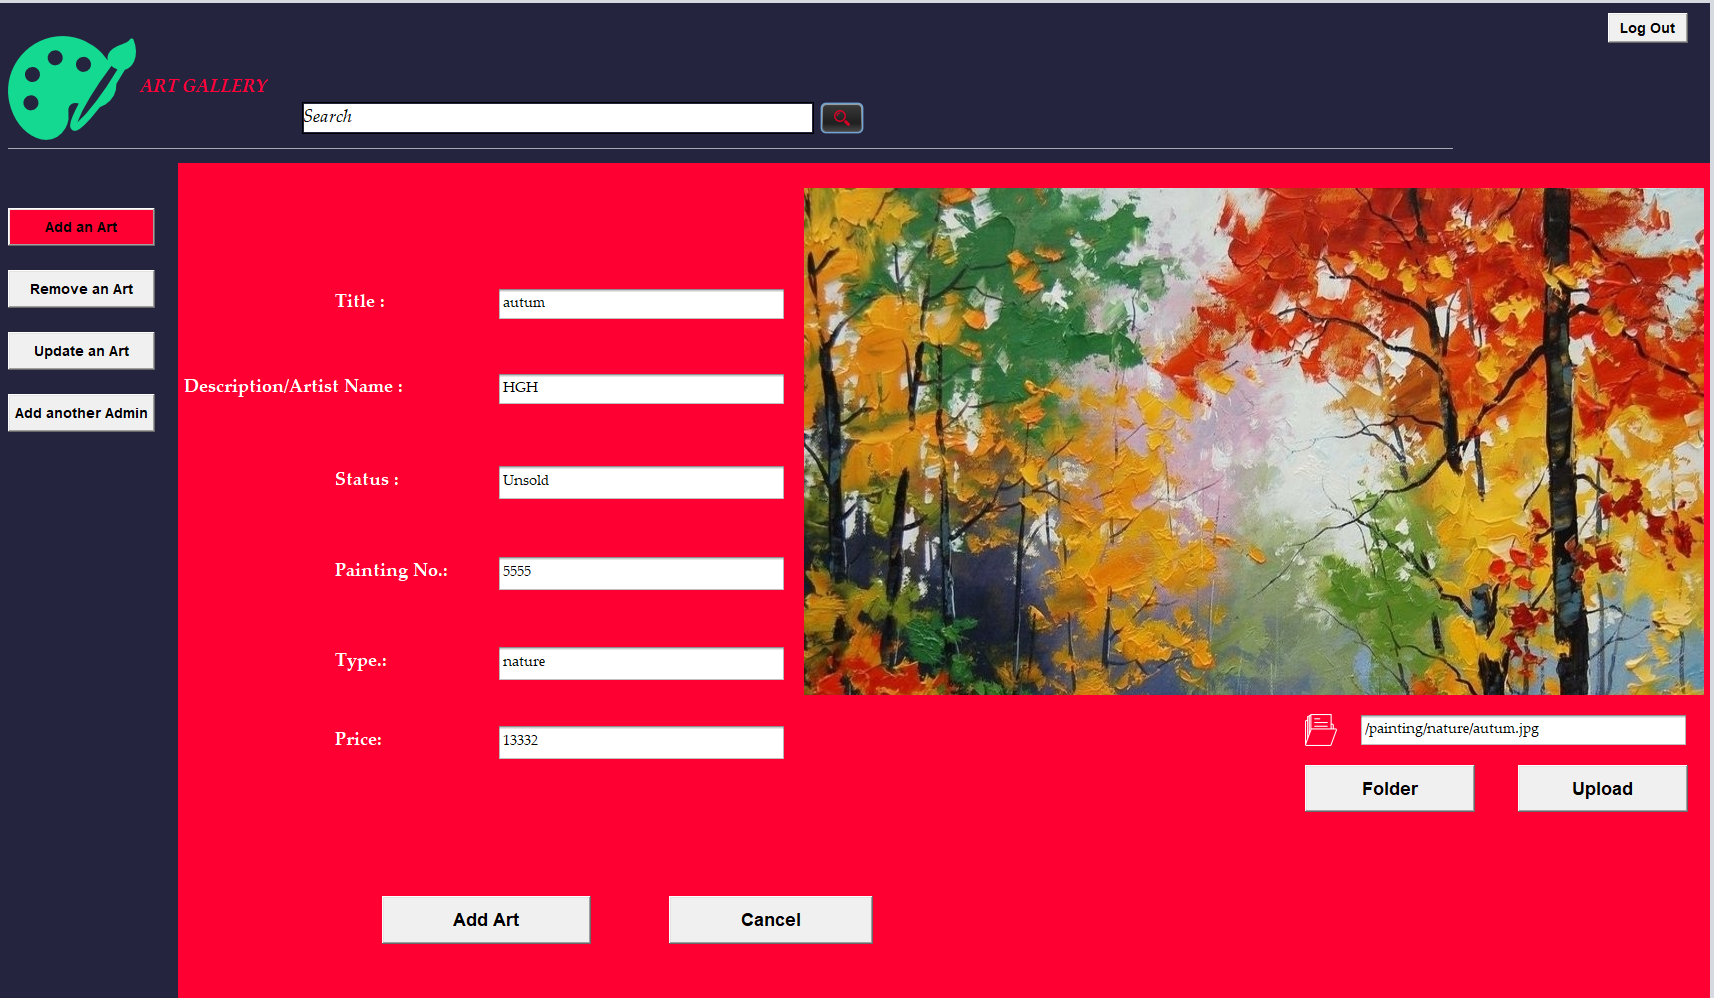 Log Out
ART GALLERY
Search
Add an Art
Remove an Art
Update an Art
Add another Admin
Title :
autum
Description/Artist Name :
HGH
Status :
Unsold
Painting No.:
5555
Type.:
nature
Price:
13332
/painting/nature/autum.jpg
Folder
Upload
Add Art
Cancel